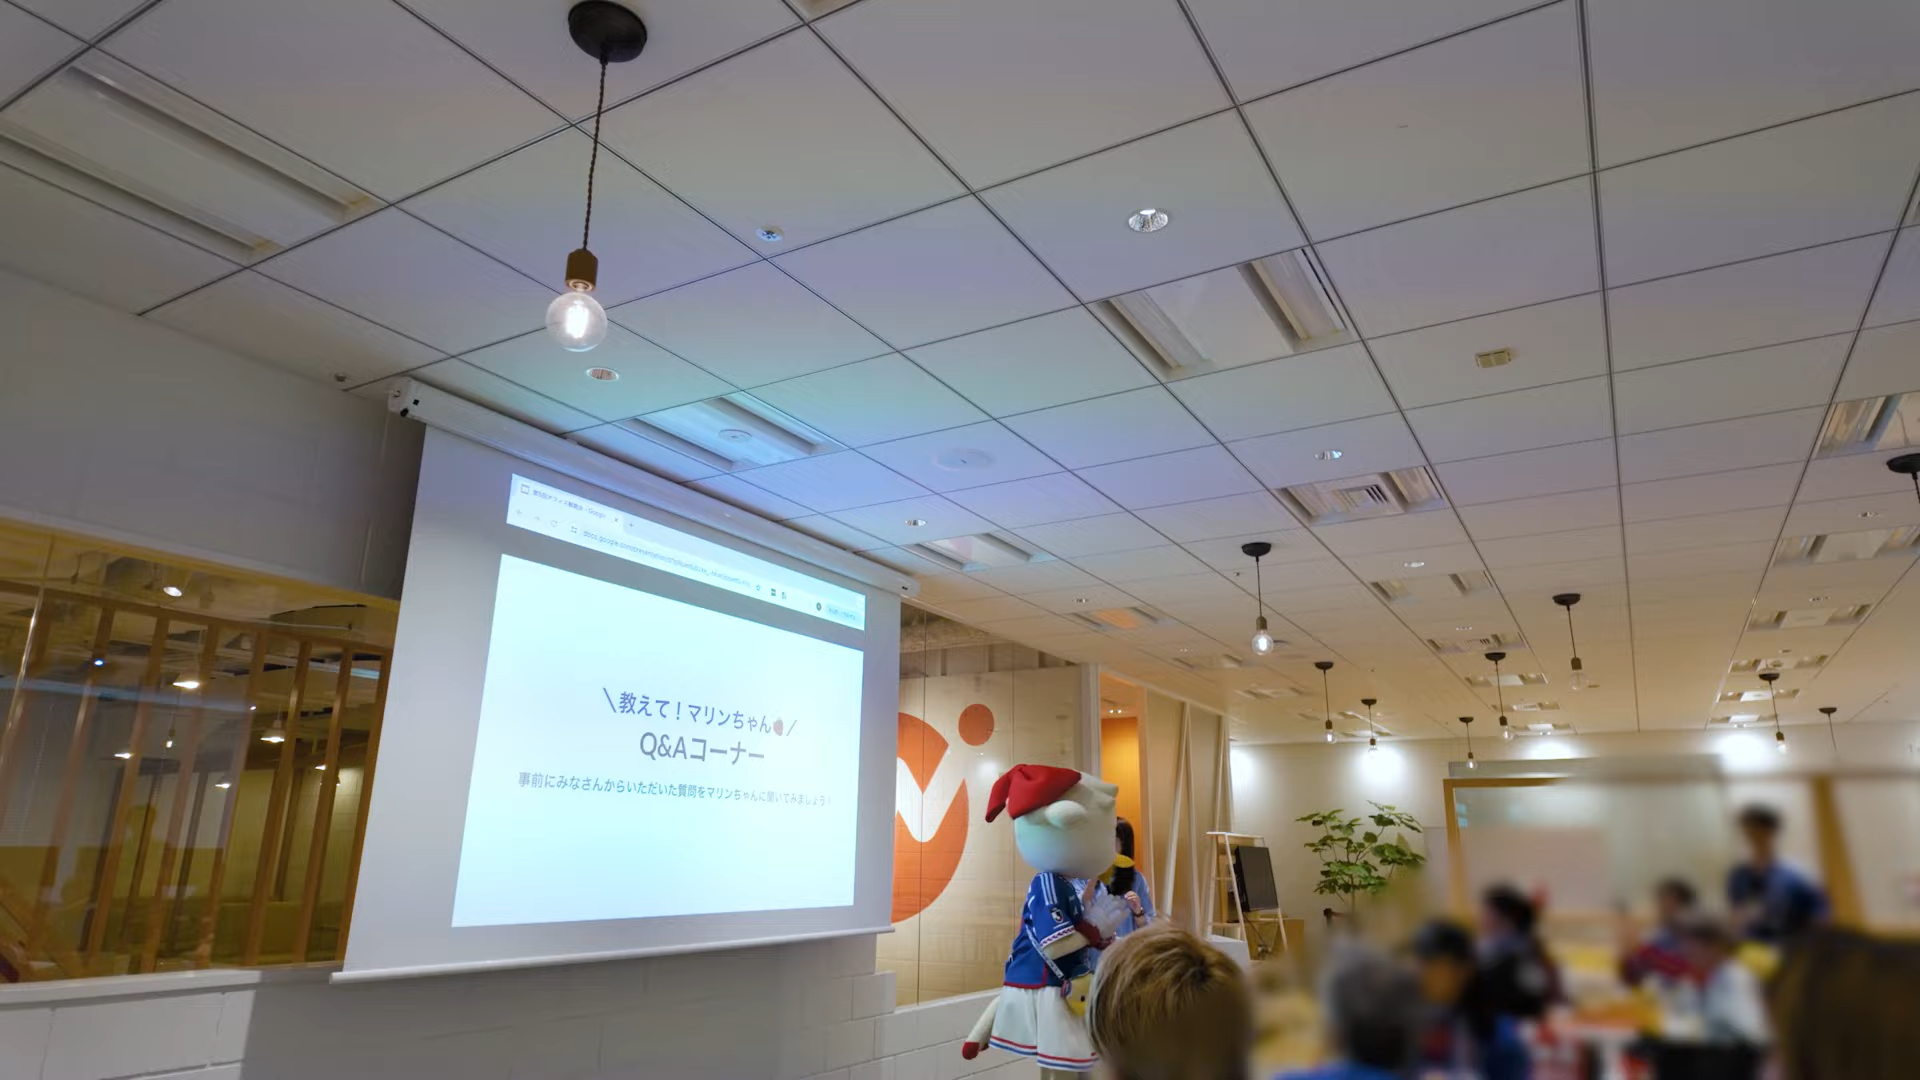 ＼教えて！マリンちゃん🍓／
Q&Aコーナー
事前にみなさんからいただいた質問をマリンちゃんに聞いてみましょう！